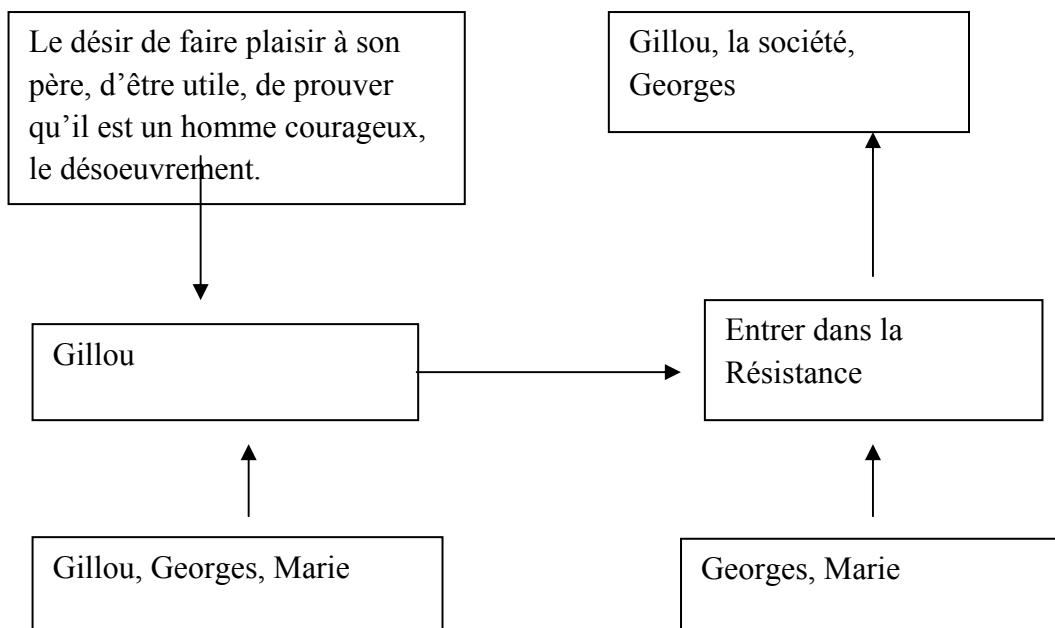 Le désir de faire plaisir à son
père, d’être utile, de prouver
qu’il est un homme courageux,
le désoeuvrement.
Gillou, la société,
Georges
Gillou
Entrer dans la
Résistance
Gillou, Georges, Marie
Georges, Marie